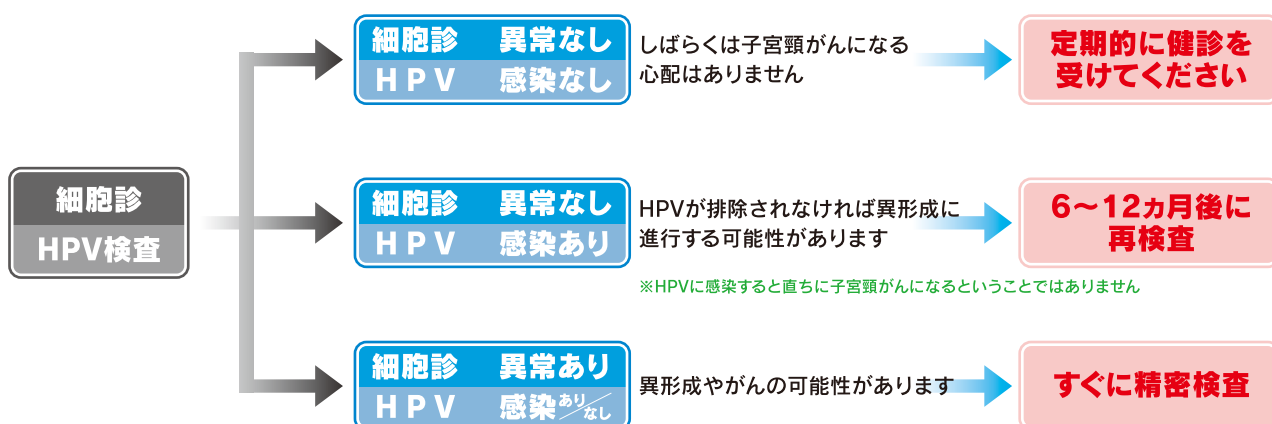 細胞診
HPV検査
細胞診 異常なし
HPV 感染なし
しばらくは子宮頸がんになる
心配はありません
定期的に健診を
受けてください
細胞診 異常なし
HPV 感染あり
HPVが排除されなければ異形成に
進行する可能性があります
6〜12ヵ月後に
再検査
※HPVに感染すると直ちに子宮頸がんになるということではありません
細胞診 異常あり
HPV 感染あり/なし
異形成やがんの可能性があります
すぐに精密検査